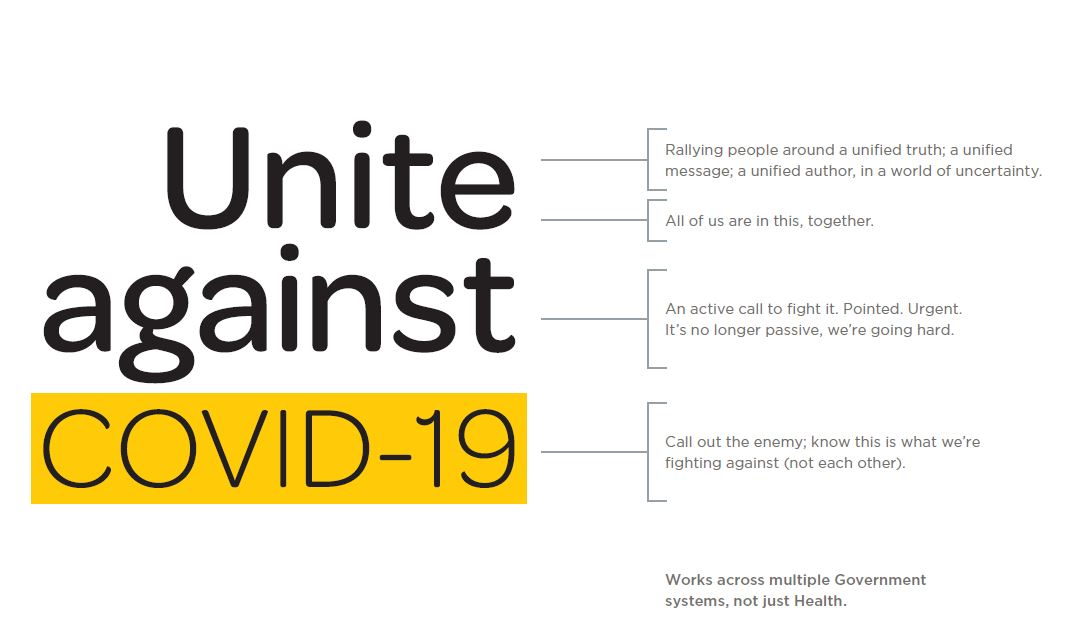 Unite
against
COVID-19
Rallying people around a unified truth; a unified
message; a unified author, in a world of uncertainty.
All of us are in this, together.
An active call to fight it. Pointed. Urgent.
It's no longer passive, we're going hard.
Call out the enemy; know this is what we're
fighting against (not each other).
Works across multiple Government
systems, not just Health.